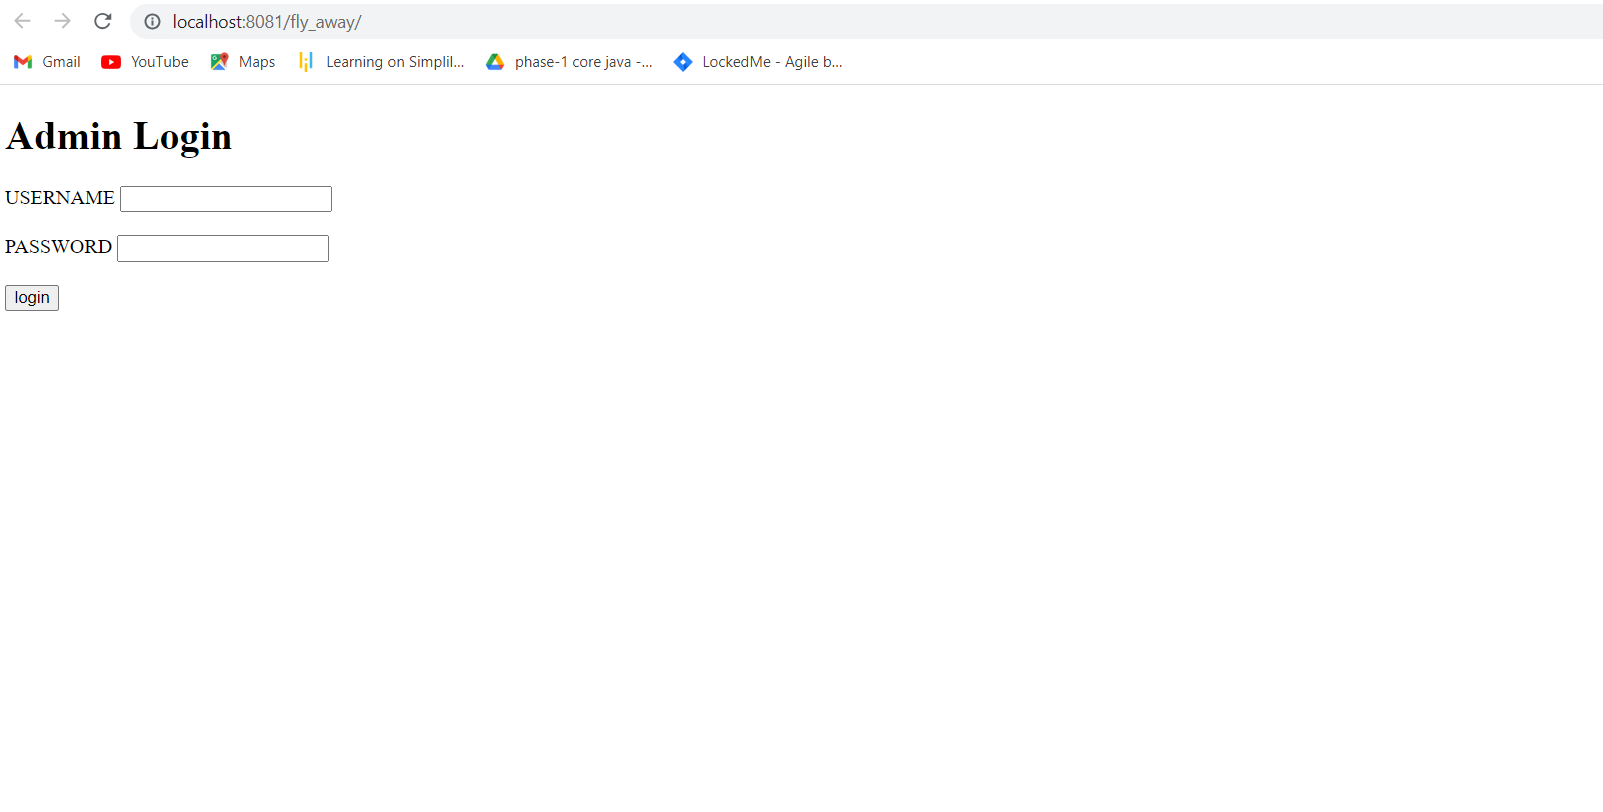 localhost:8081/fly_away/
Gmail YouTube Maps Learning on Simplil... phase-1 core java -... LockedMe - Agile b...
Admin Login
USERNAME
PASSWORD
login